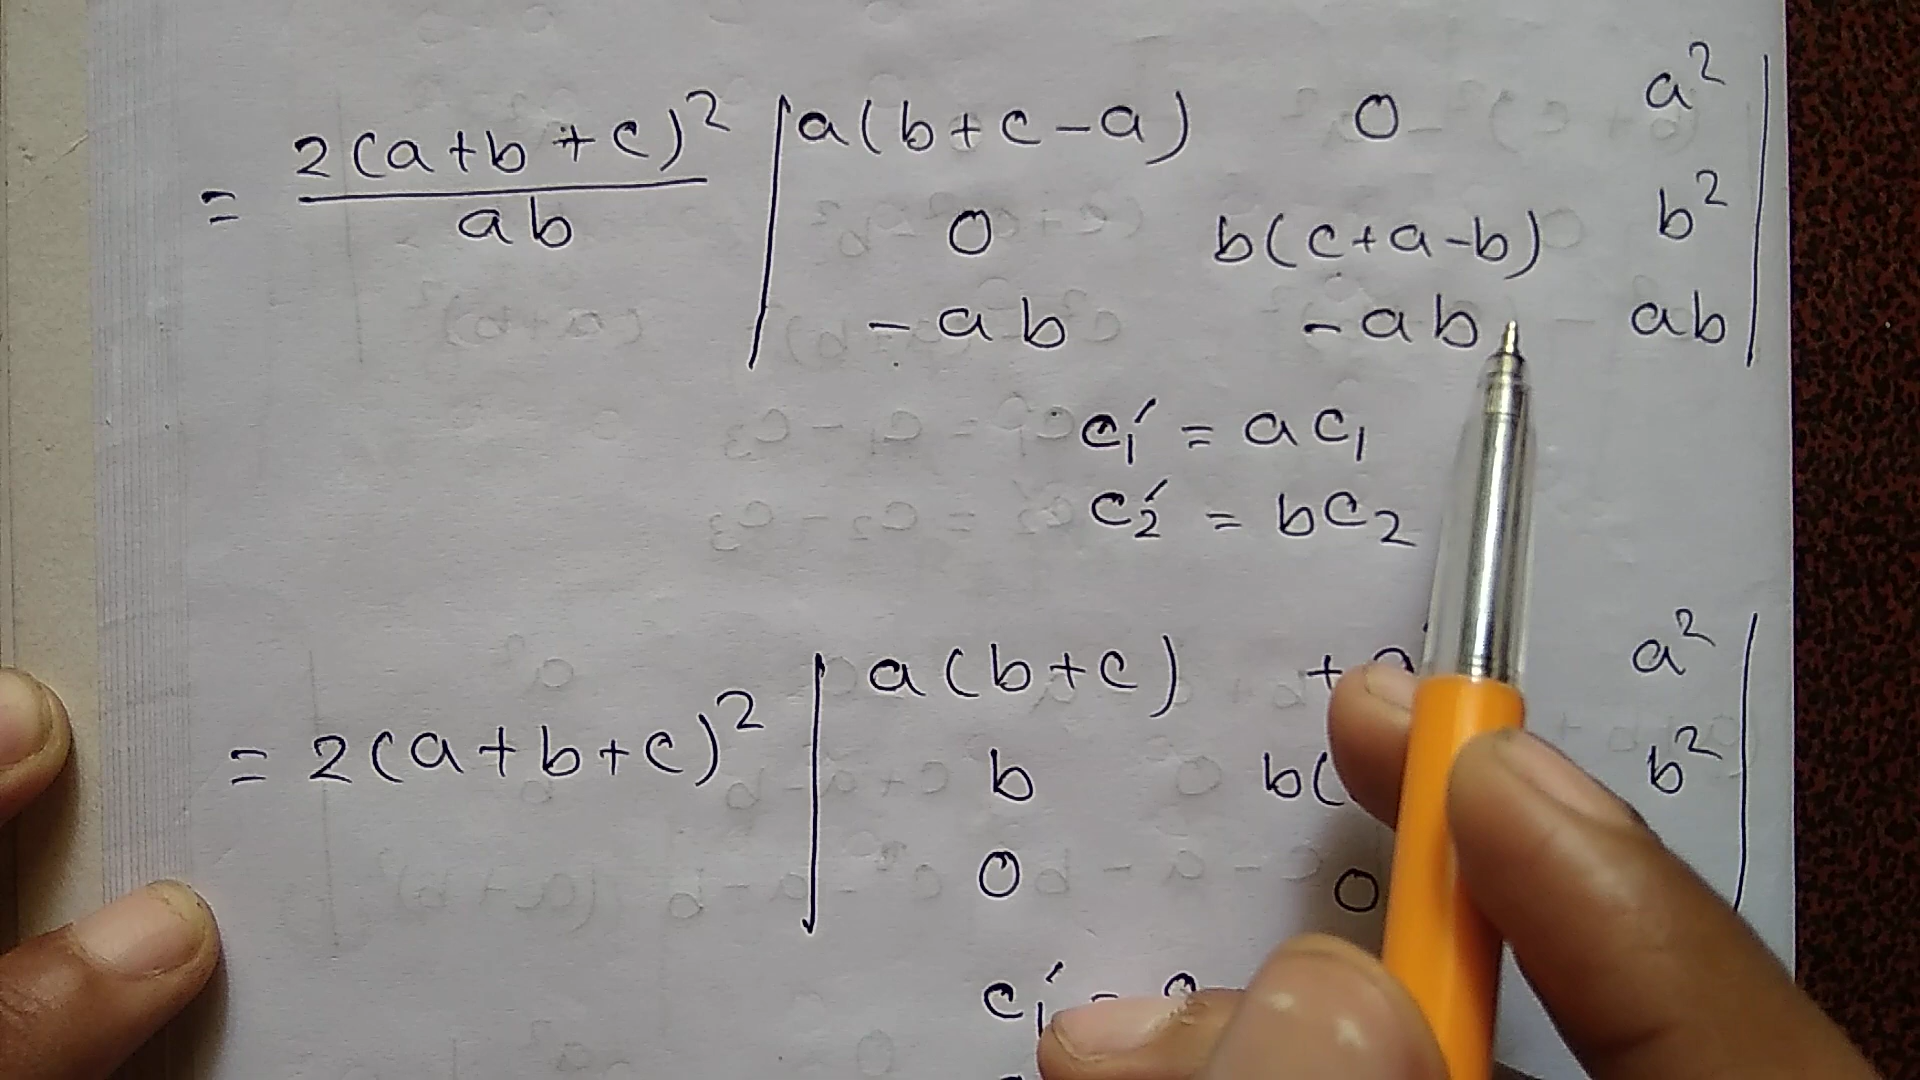 = 2(a+b+c)² / ab | a(b+c-a) 0 a² |
0 b(c+a-b) b²
-ab -ab ab
c₁′ = ac₁
c₂′ = bc₂
= 2(a+b+c)² | a(b+c) + a² |
b b( b²
0 0
c₁′ =